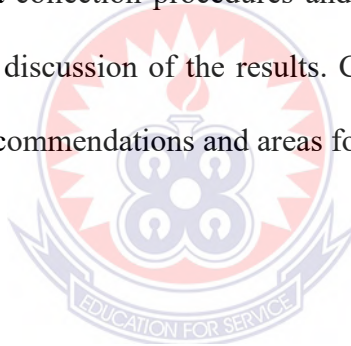 collection procedures and
discussion of the results.
commendations and areas fo
EDUCATION FOR SERVICE